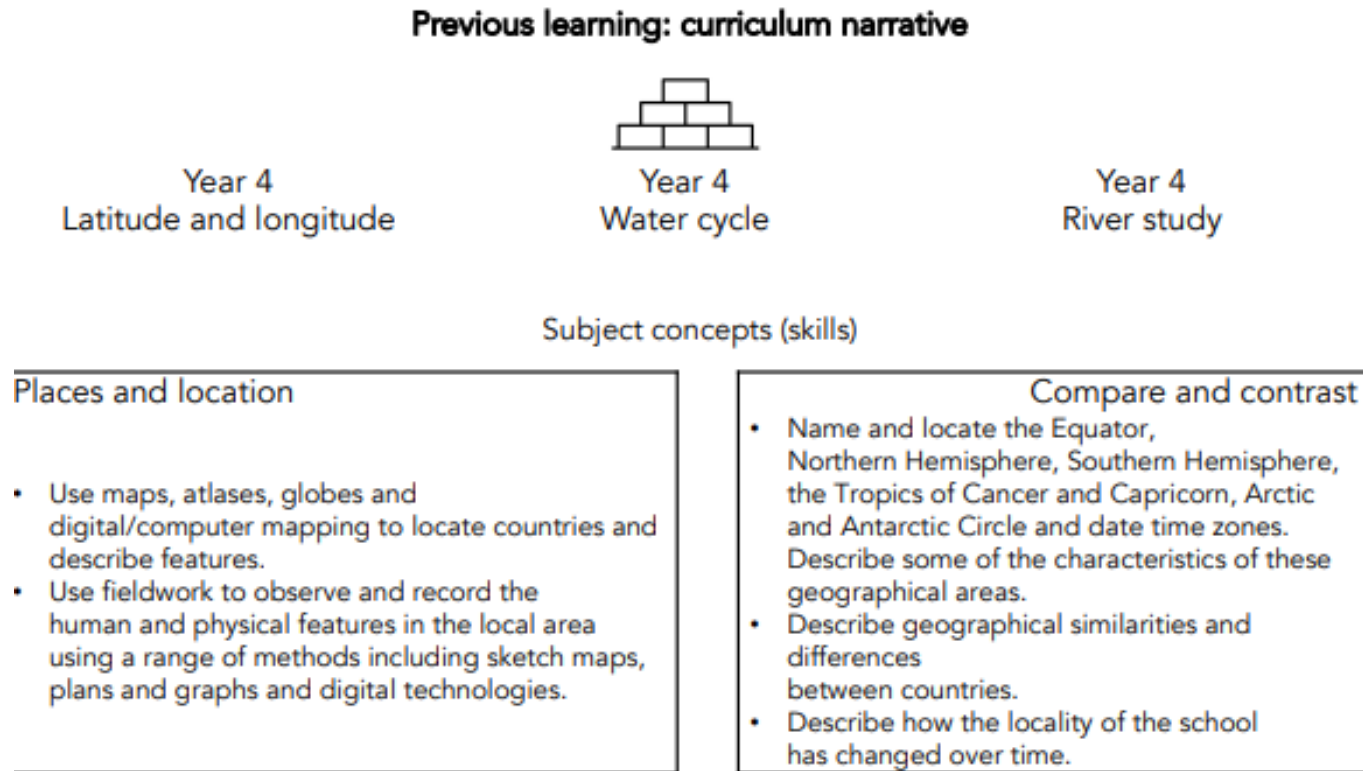 Previous learning: curriculum narrative
Year 4
Latitude and longitude
Year 4
Water cycle
Year 4
River study
Subject concepts (skills)
Places and location
• Use maps, atlases, globes and
digital/computer mapping to locate countries and
describe features.
• Use fieldwork to observe and record the
human and physical features in the local area
using a range of methods including sketch maps,
plans and graphs and digital technologies.
Compare and contrast
• Name and locate the Equator,
Northern Hemisphere, Southern Hemisphere,
the Tropics of Cancer and Capricorn, Arctic
and Antarctic Circle and date time zones.
Describe some of the characteristics of these
geographical areas.
• Describe geographical similarities and
differences
between countries.
• Describe how the locality of the school
has changed over time.